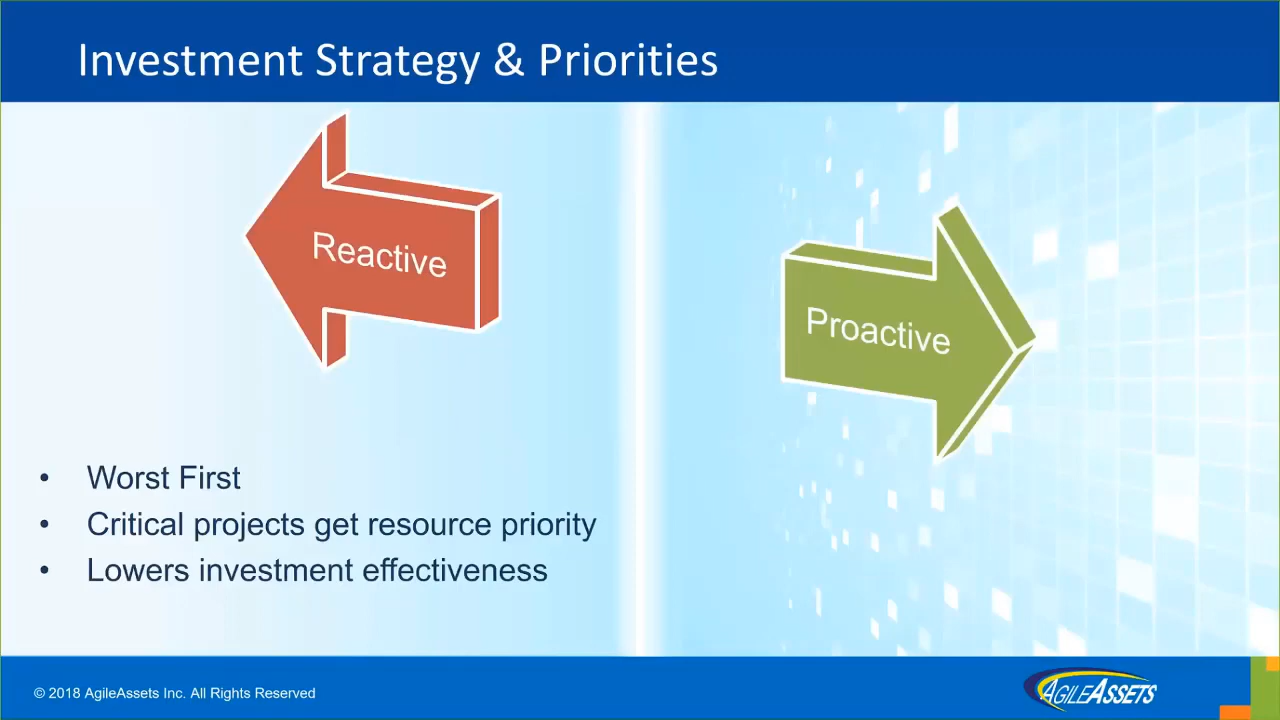 Investment Strategy & Priorities
Reactive
Proactive
• Worst First
• Critical projects get resource priority
• Lowers investment effectiveness
© 2018 AgileAssets Inc. All Rights Reserved
AGILEASSETS